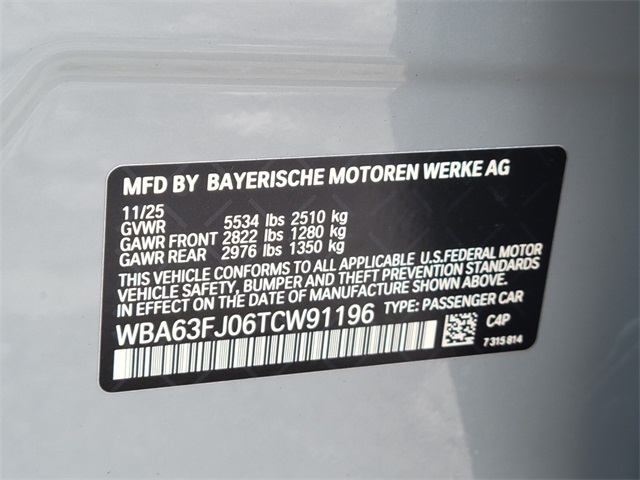 MFD BY BAYERISCHE MOTOREN WERKE AG
11/25
GVWR 5534 lbs 2510 kg
GAWR FRONT 2822 lbs 1280 kg
GAWR REAR 2976 lbs 1350 kg
THIS VEHICLE CONFORMS TO ALL APPLICABLE U.S.FEDERAL MOTOR
VEHICLE SAFETY, BUMPER AND THEFT PREVENTION STANDARDS
IN EFFECT ON THE DATE OF MANUFACTURE SHOWN ABOVE.
WBA63FJ06TCW91196 TYPE: PASSENGER CAR
C4P
7315814